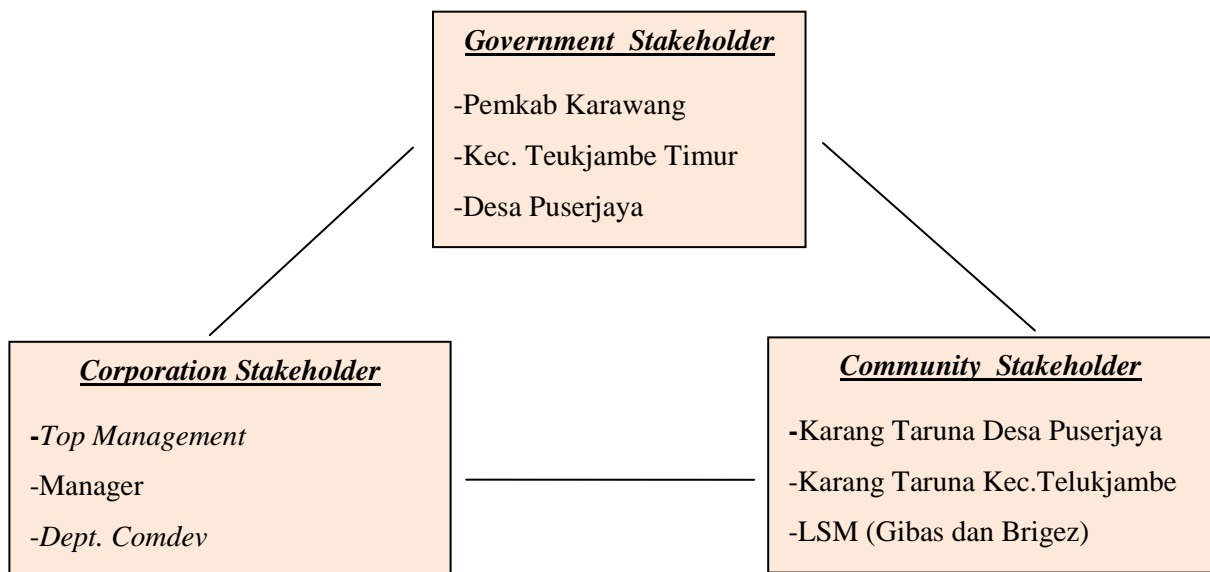 Government Stakeholder
-Pemkab Karawang
-Kec. Teukjambe Timur
-Desa Puserjaya
Corporation Stakeholder
-Top Management
-Manager
-Dept. Comdev
Community Stakeholder
-Karang Taruna Desa Puserjaya
-Karang Taruna Kec.Telukjambe
-LSM (Gibas dan Brigez)